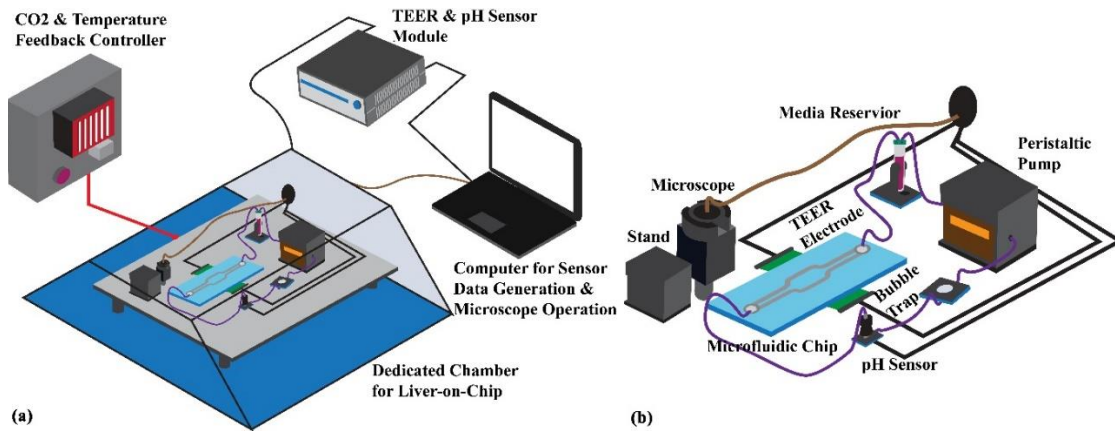 CO2 & Temperature
Feedback Controller
TEER & pH Sensor
Module
Computer for Sensor
Data Generation &
Microscope Operation
Dedicated Chamber
for Liver-on-Chip
(a)
Media Reservior
Peristaltic
Pump
Microscope
TEER
Electrode
Stand
Bubble
Trap
Microfluidic Chip
pH Sensor
(b)